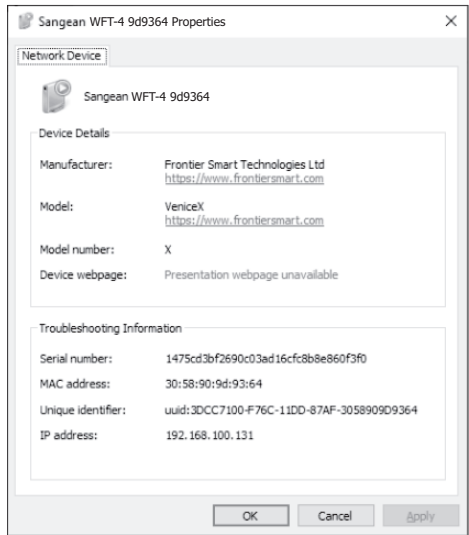 Sangean WFT-4 9d9364 Properties
Network Device
Sangean WFT-4 9d9364
Device Details
Manufacturer: Frontier Smart Technologies Ltd
https://www.frontiersmart.com
Model: VeniceX
https://www.frontiersmart.com
Model number: X
Device webpage: Presentation webpage unavailable
Troubleshooting Information
Serial number: 1475cd3bf2690c03ad16cfc8b8e860f3f0
MAC address: 30:58:90:9d:93:64
Unique identifier: uuid:3DCC7100-F76C-11DD-87AF-3058909D9364
IP address: 192.168.100.131
OK Cancel Apply